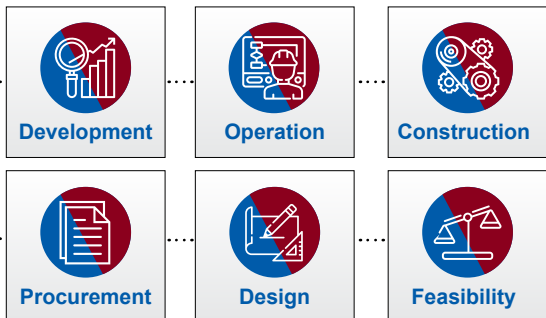 Development
Operation
Construction
Procurement
Design
Feasibility